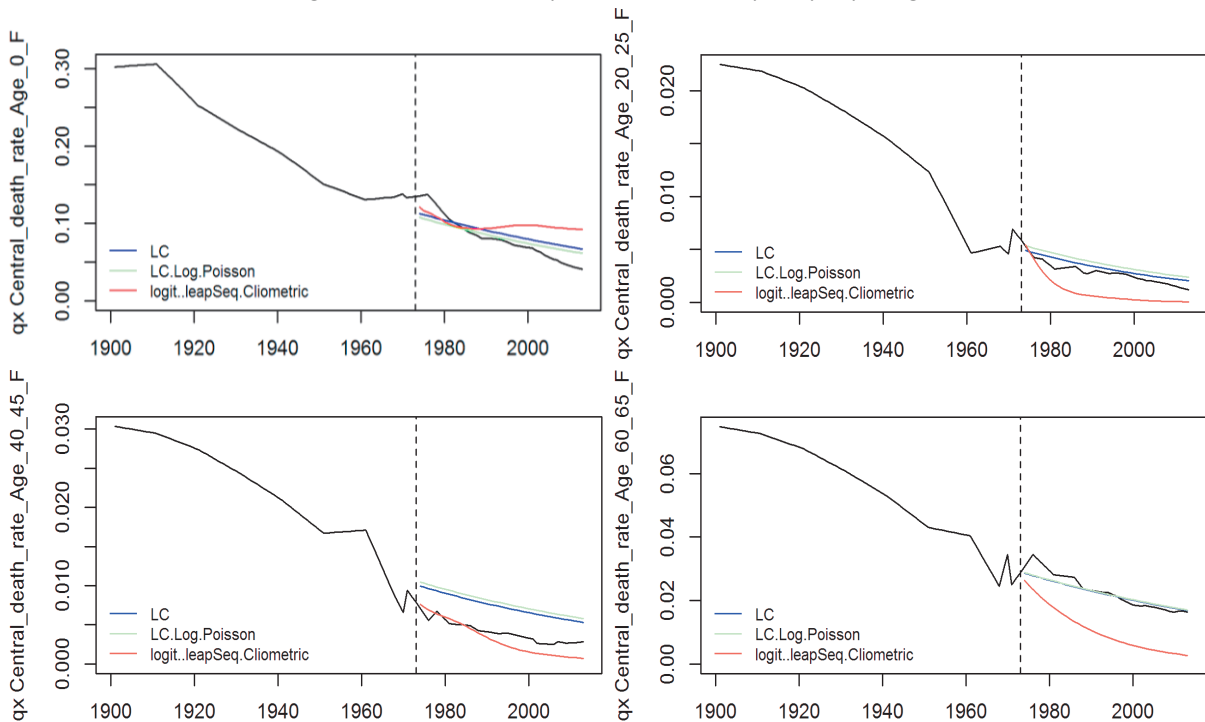 qx Central_death_rate_Age_0_F
0.30
0.20
0.10
0.00
LC
LC.Log.Poisson
logit..leapSeq.Cliometric
1900 1920 1940 1960 1980 2000
qx Central_death_rate_Age_20_25_F
0.020
0.010
0.000
LC
LC.Log.Poisson
logit..leapSeq.Cliometric
1900 1920 1940 1960 1980 2000
qx Central_death_rate_Age_40_45_F
0.030
0.020
0.010
0.000
LC
LC.Log.Poisson
logit..leapSeq.Cliometric
1900 1920 1940 1960 1980 2000
qx Central_death_rate_Age_60_65_F
0.06
0.04
0.02
0.00
LC
LC.Log.Poisson
logit..leapSeq.Cliometric
1900 1920 1940 1960 1980 2000